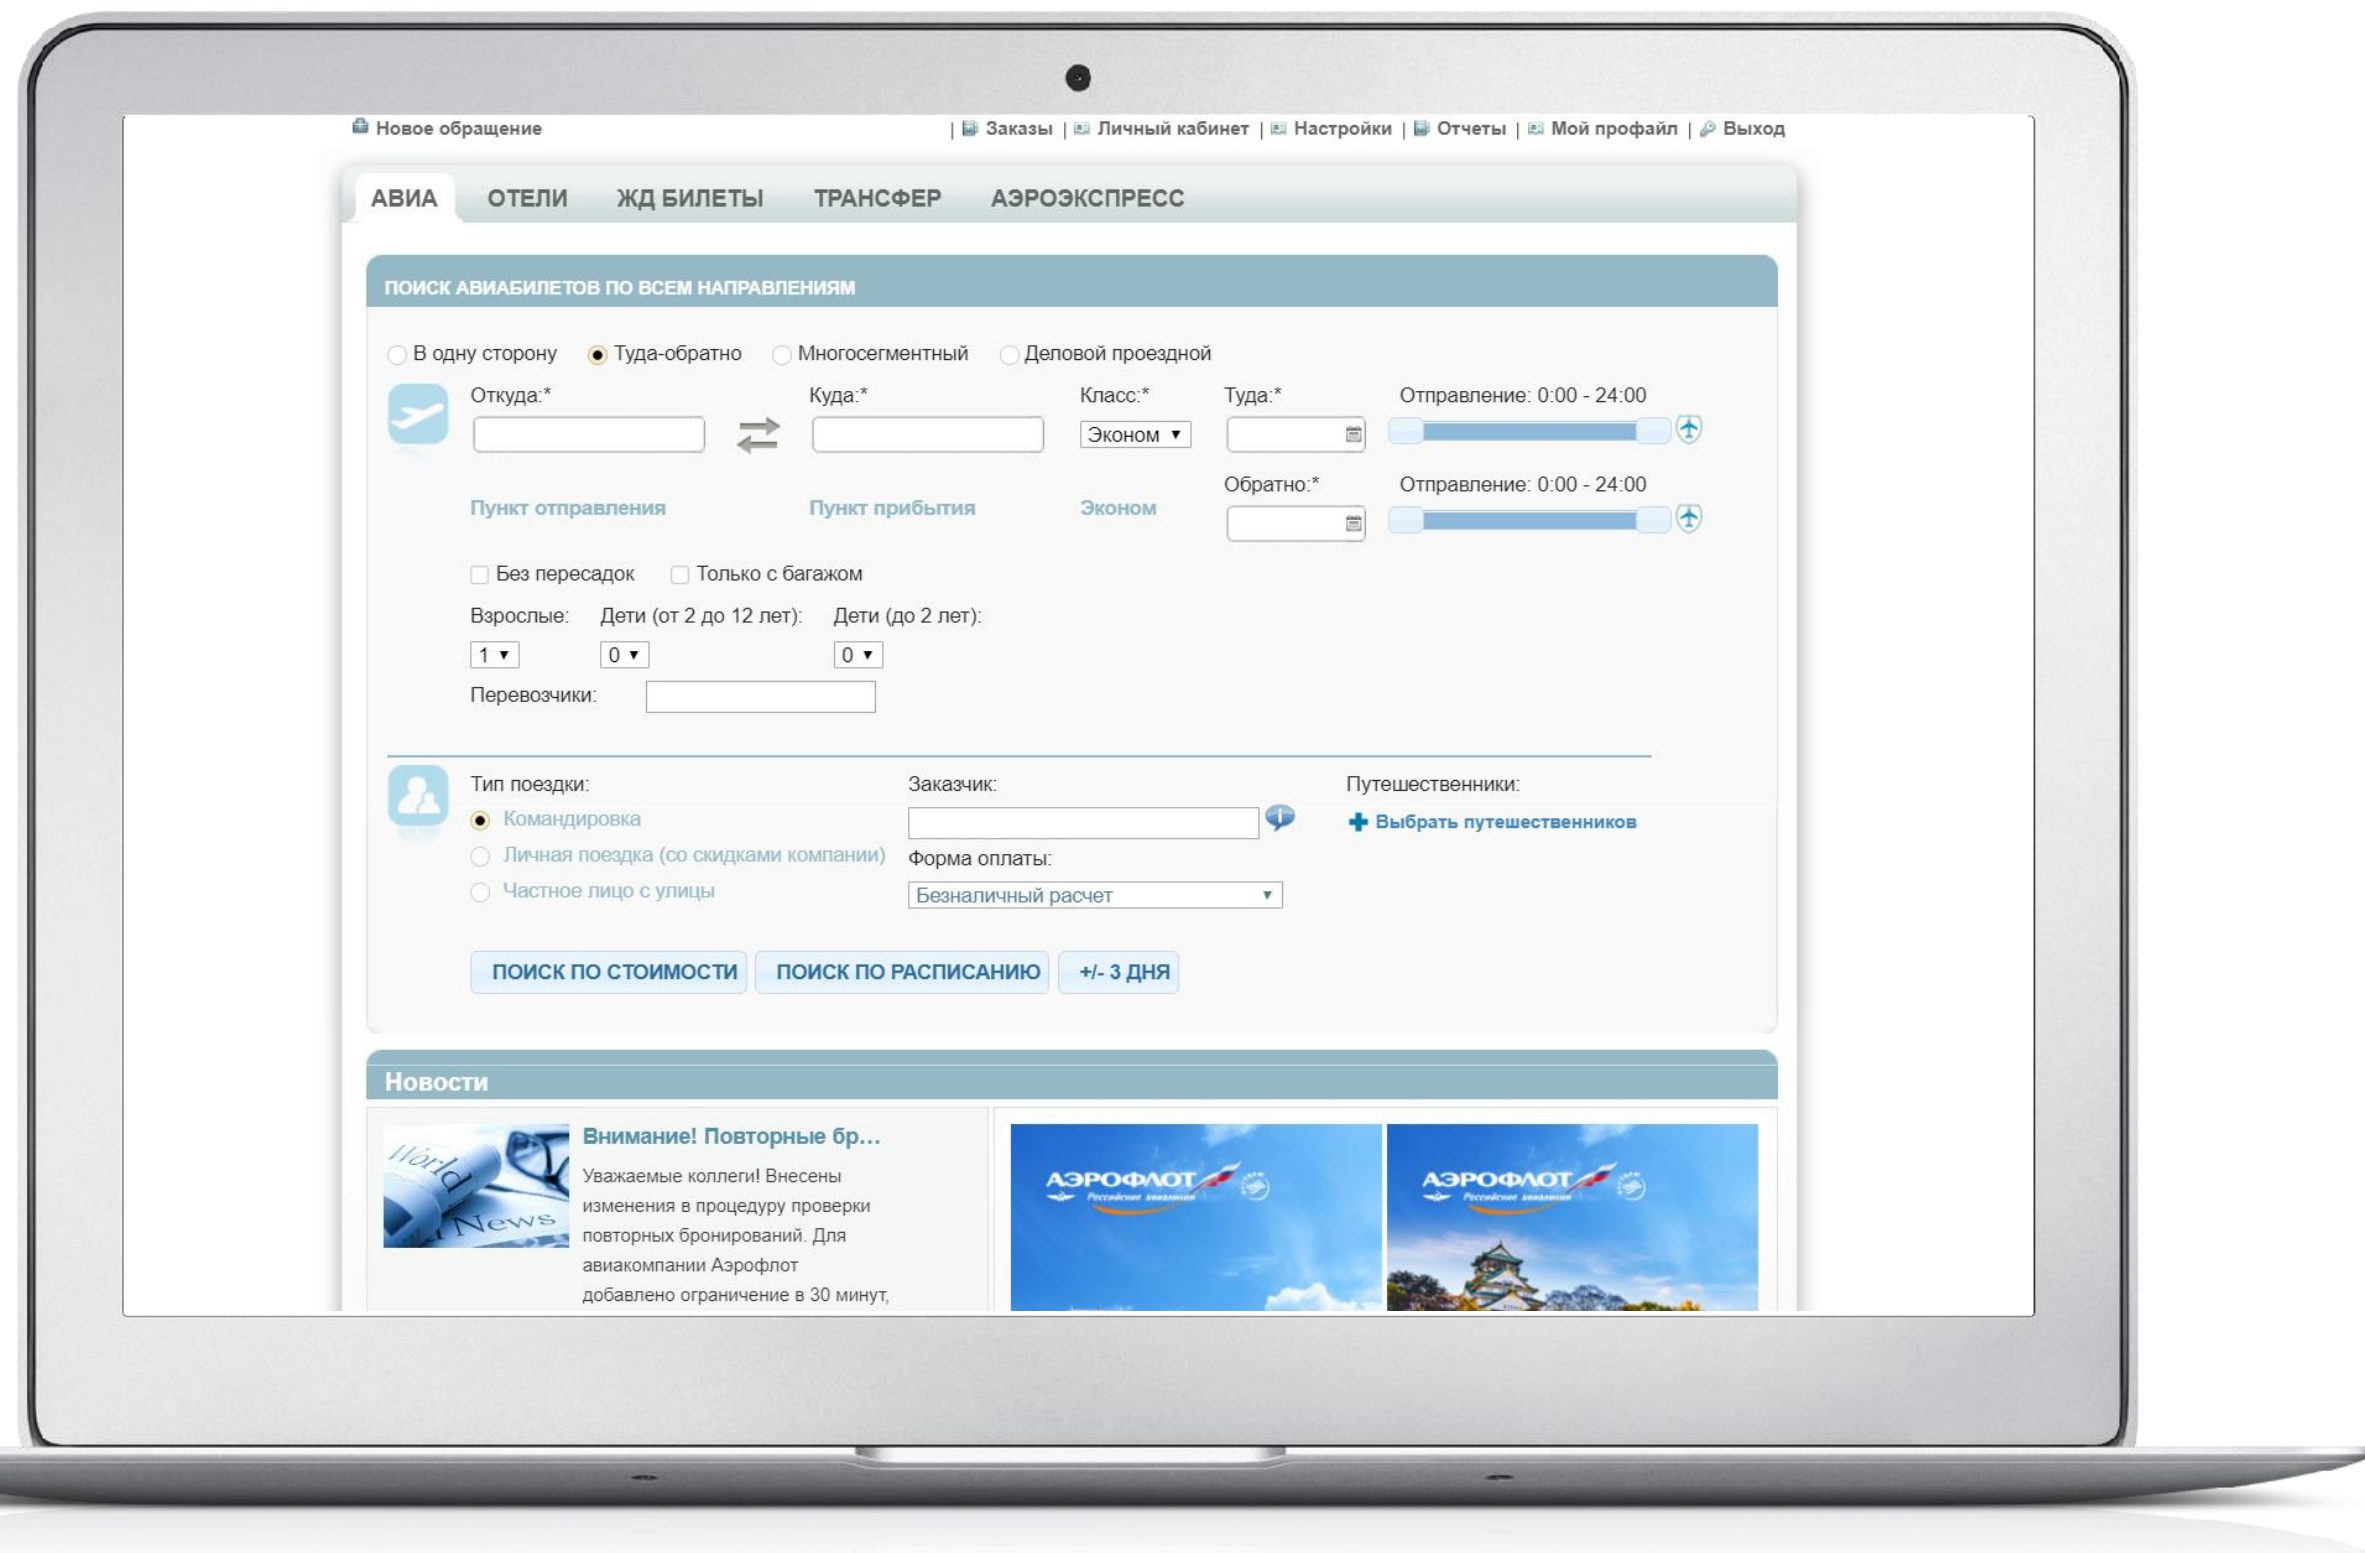 Новое обращение | Заказы | Личный кабинет | Настройки | Отчеты | Мой профайл | Выход
АВИА ОТЕЛИ ЖД БИЛЕТЫ ТРАНСФЕР АЭРОЭКСПРЕСС
ПОИСК АВИАБИЛЕТОВ ПО ВСЕМ НАПРАВЛЕНИЯМ
В одну сторону Туда-обратно Многосегментный Деловой проездной
Откуда:* Куда:* Класс:* Туда:* Отправление: 0:00 - 24:00
Эконом
Обратно:* Отправление: 0:00 - 24:00
Пункт отправления Пункт прибытия Эконом
Без пересадок Только с багажом
Взрослые: Дети (от 2 до 12 лет): Дети (до 2 лет):
1 0 0
Перевозчики:
Тип поездки: Заказчик: Путешественники:
Командировка Выбрать путешественников
Личная поездка (со скидками компании) Форма оплаты:
Частное лицо с улицы Безналичный расчет
ПОИСК ПО СТОИМОСТИ ПОИСК ПО РАСПИСАНИЮ +/- 3 ДНЯ
Новости
World
News
Внимание! Повторные бр...
Уважаемые коллеги! Внесены
изменения в процедуру проверки
повторных бронирований. Для
авиакомпании Аэрофлот
добавлено ограничение в 30 минут,
АЭРОФЛОТ
Российские авиалинии
АЭРОФЛОТ
Российские авиалинии